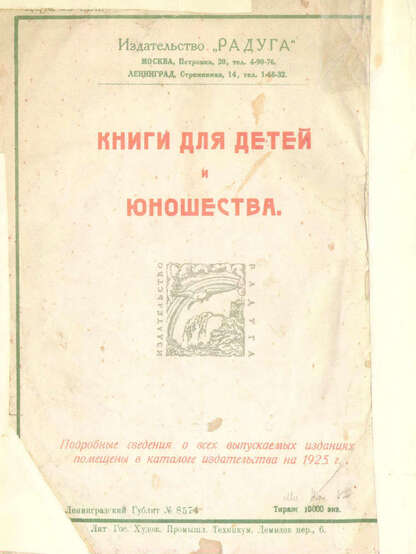 Издательство „РАДУГА"
МОСКВА, Петровка, 20, тел. 4-90-76.
ЛЕНИНГРАД, Стремянная, 14, тел. 1-46-32.
КНИГИ ДЛЯ ДЕТЕЙ
и
ЮНОШЕСТВА.
ИЗДАТЕЛЬСТВО
РАДУГА
Подробные сведения о всех выпускаемых изданиях
помещены в каталоге издательства на 1925 г.
Ленинградский Гублит № 8574
Тираж 10000 экз.
Лит. Гос. Худож. Промышл. Техникум, Демидов пер., 6.